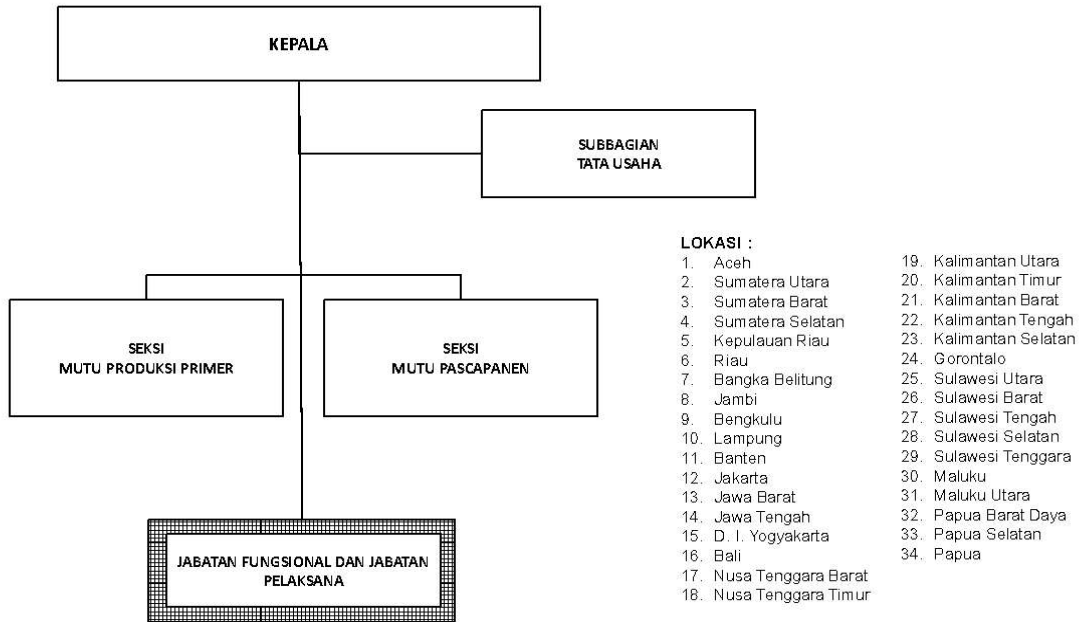 KEPALA
SUBBAGIAN
TATA USAHA
SEKSI
MUTU PRODUKSI PRIMER
SEKSI
MUTU PASCAPANEN
JABATAN FUNGSIONAL DAN JABATAN
PELAKSANA
LOKASI :
1. Aceh
2. Sumatera Utara
3. Sumatera Barat
4. Sumatera Selatan
5. Kepulauan Riau
6. Riau
7. Bangka Belitung
8. Jambi
9. Bengkulu
10. Lampung
11. Banten
12. Jakarta
13. Jawa Barat
14. Jawa Tengah
15. D. I. Yogyakarta
16. Bali
17. Nusa Tenggara Barat
18. Nusa Tenggara Timur
19. Kalimantan Utara
20. Kalimantan Timur
21. Kalimantan Barat
22. Kalimantan Tengah
23. Kalimantan Selatan
24. Gorontalo
25. Sulawesi Utara
26. Sulawesi Barat
27. Sulawesi Tengah
28. Sulawesi Selatan
29. Sulawesi Tenggara
30. Maluku
31. Maluku Utara
32. Papua Barat Daya
33. Papua Selatan
34. Papua